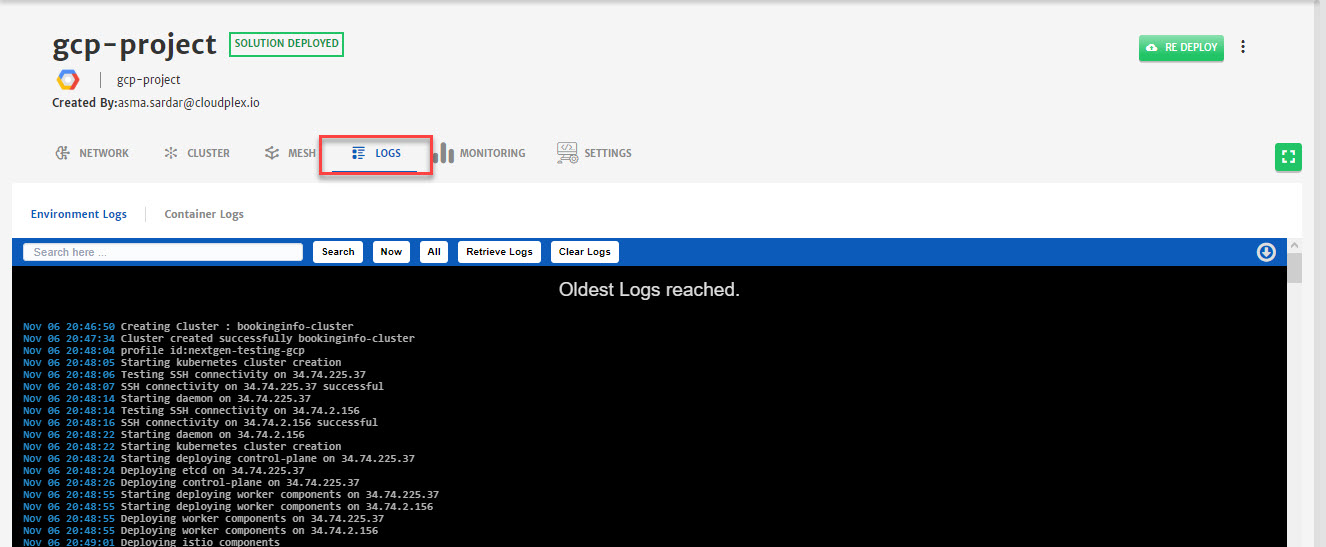 gcp-project SOLUTION DEPLOYED
RE DEPLOY
gcp-project
Created By:asma.sardar@cloudplex.io
NETWORK CLUSTER MESH LOGS MONITORING SETTINGS
Environment Logs Container Logs
Search here ... Search Now All Retrieve Logs Clear Logs
Oldest Logs reached.
Nov 06 20:46:50 Creating Cluster : bookinginfo-cluster
Nov 06 20:47:34 Cluster created successfully bookinginfo-cluster
Nov 06 20:48:04 profile id:nextgen-testing-gcp
Nov 06 20:48:05 Starting kubernetes cluster creation
Nov 06 20:48:06 Testing SSH connectivity on 34.74.225.37
Nov 06 20:48:07 SSH connectivity on 34.74.225.37 successful
Nov 06 20:48:14 Starting daemon on 34.74.225.37
Nov 06 20:48:14 Testing SSH connectivity on 34.74.2.156
Nov 06 20:48:16 SSH connectivity on 34.74.2.156 successful
Nov 06 20:48:22 Starting daemon on 34.74.2.156
Nov 06 20:48:22 Starting kubernetes cluster creation
Nov 06 20:48:24 Starting deploying control-plane on 34.74.225.37
Nov 06 20:48:24 Deploying etcd on 34.74.225.37
Nov 06 20:48:26 Deploying control-plane on 34.74.225.37
Nov 06 20:48:55 Starting deploying worker components on 34.74.225.37
Nov 06 20:48:55 Starting deploying worker components on 34.74.2.156
Nov 06 20:48:55 Deploying worker components on 34.74.225.37
Nov 06 20:48:55 Deploying worker components on 34.74.2.156
Nov 06 20:49:01 Deploying istio components